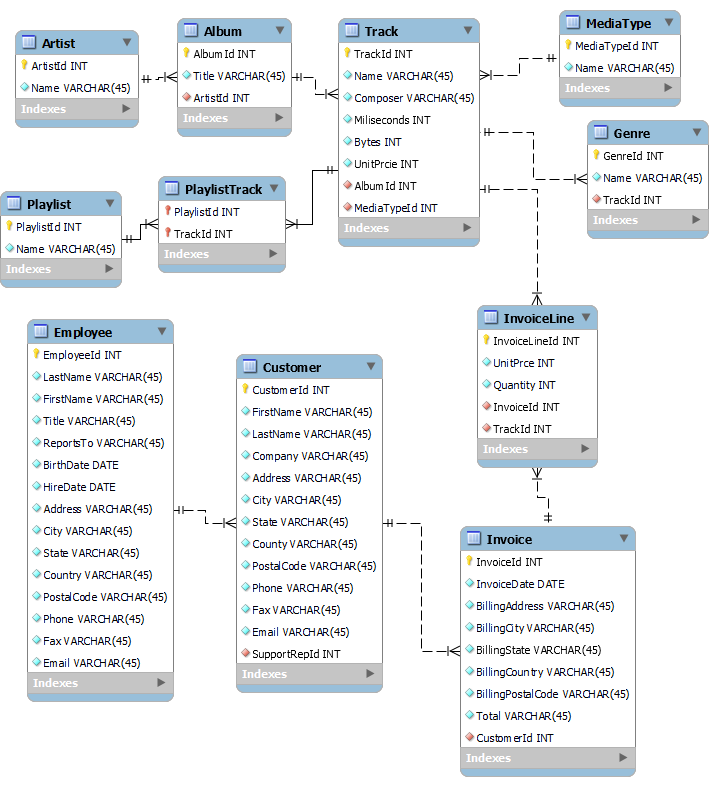 Artist
ArtistId INT
Name VARCHAR(45)
Indexes
Album
AlbumId INT
Title VARCHAR(45)
ArtistId INT
Indexes
Track
TrackId INT
Name VARCHAR(45)
Composer VARCHAR(45)
Miliseconds INT
Bytes INT
UnitPrcie INT
AlbumId INT
MediaTypeId INT
Indexes
MediaType
MediaTypeId INT
Name VARCHAR(45)
Indexes
Genre
GenreId INT
Name VARCHAR(45)
TrackId INT
Indexes
Playlist
PlaylistId INT
Name VARCHAR(45)
Indexes
PlaylistTrack
PlaylistId INT
TrackId INT
Indexes
Employee
EmployeeId INT
LastName VARCHAR(45)
FirstName VARCHAR(45)
Title VARCHAR(45)
ReportsTo VARCHAR(45)
BirthDate DATE
HireDate DATE
Address VARCHAR(45)
City VARCHAR(45)
State VARCHAR(45)
Country VARCHAR(45)
PostalCode VARCHAR(45)
Phone VARCHAR(45)
Fax VARCHAR(45)
Email VARCHAR(45)
Indexes
Customer
CustomerId INT
FirstName VARCHAR(45)
LastName VARCHAR(45)
Company VARCHAR(45)
Address VARCHAR(45)
City VARCHAR(45)
State VARCHAR(45)
County VARCHAR(45)
PostalCode VARCHAR(45)
Phone VARCHAR(45)
Fax VARCHAR(45)
Email VARCHAR(45)
SupportRepId INT
Indexes
InvoiceLine
InvoiceLineId INT
UnitPrce INT
Quantity INT
InvoiceId INT
TrackId INT
Indexes
Invoice
InvoiceId INT
InvoiceDate DATE
BillingAddress VARCHAR(45)
BillingCity VARCHAR(45)
BillingState VARCHAR(45)
BillingCountry VARCHAR(45)
BillingPostalCode VARCHAR(45)
Total VARCHAR(45)
CustomerId INT
Indexes